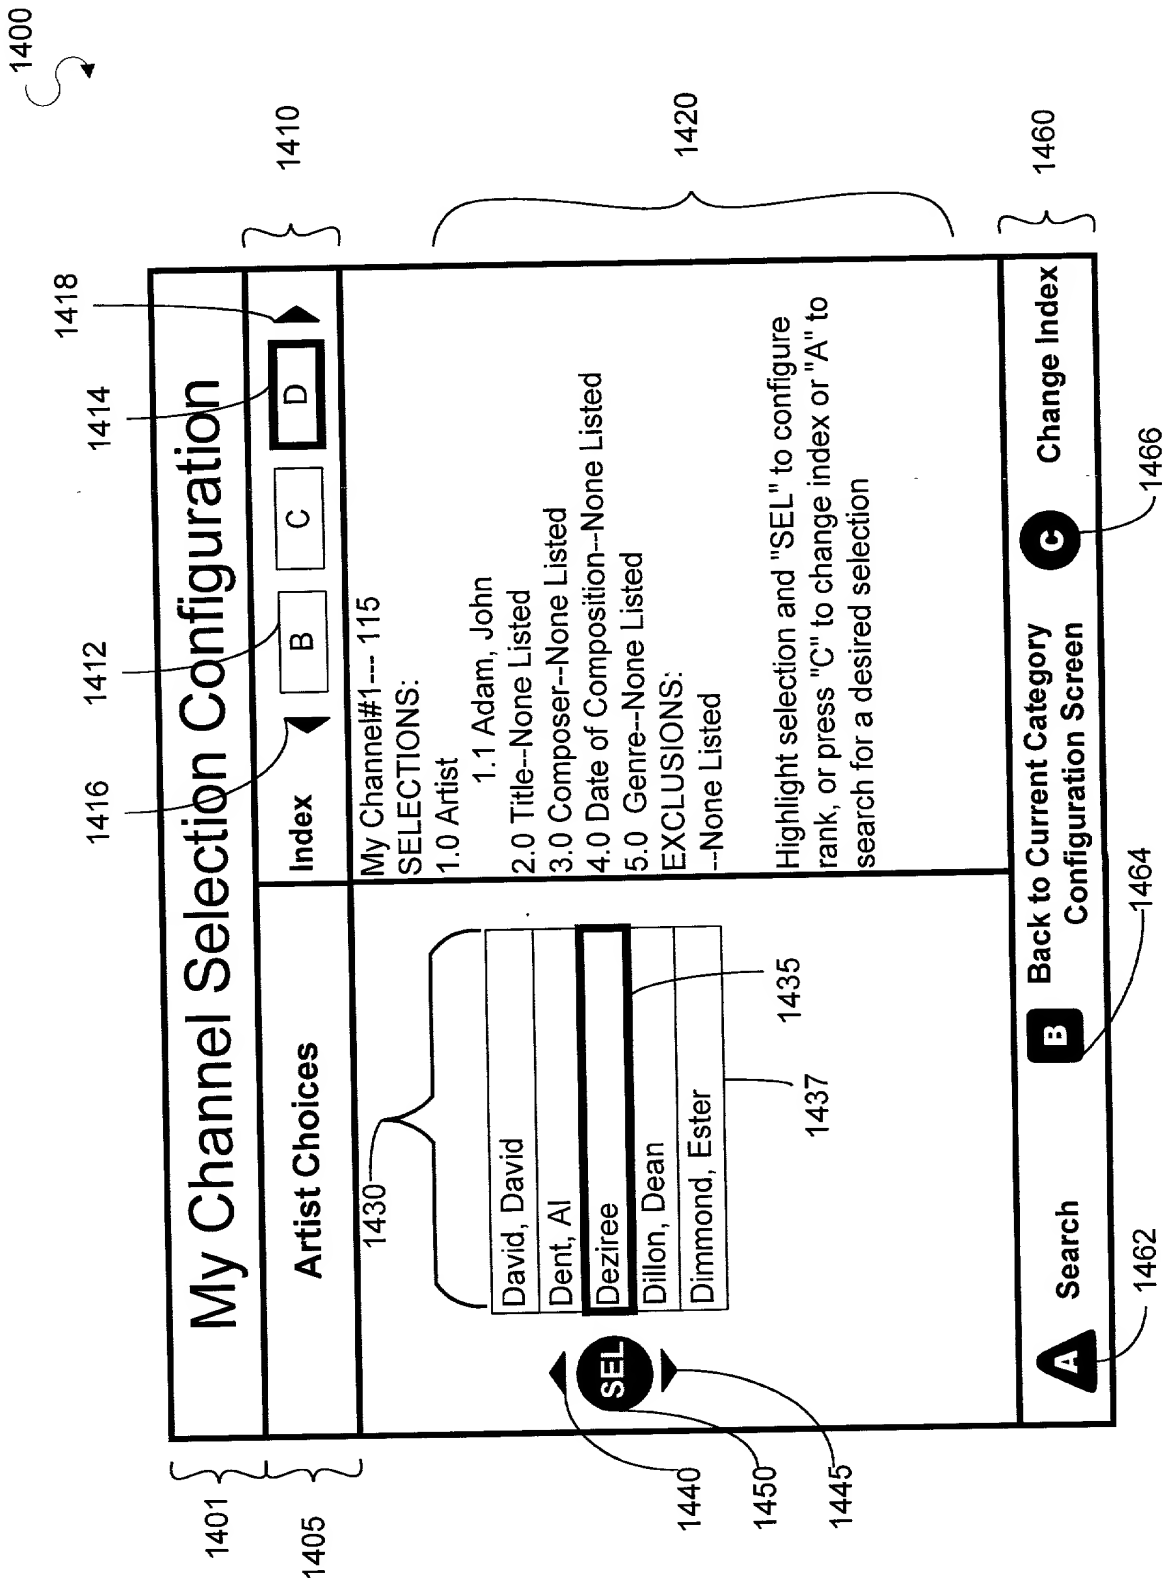 1400
My Channel Selection Configuration
1401
Artist Choices
1405
Index
B
C
D
1410
1416
1412
1414
1418
My Channel#1--- 115
SELECTIONS:
1.0 Artist
1.1 Adam, John
2.0 Title--None Listed
3.0 Composer--None Listed
4.0 Date of Composition--None Listed
5.0 Genre--None Listed
EXCLUSIONS:
--None Listed
Highlight selection and "SEL" to configure
rank, or press "C" to change index or "A" to
search for a desired selection
1420
1430
David, David
Dent, Al
Deziree
Dillon, Dean
Dimmond, Ester
1435
1437
SEL
1440
1450
1445
A
Search
B
Back to Current Category
Configuration Screen
C
Change Index
1460
1462
1464
1466